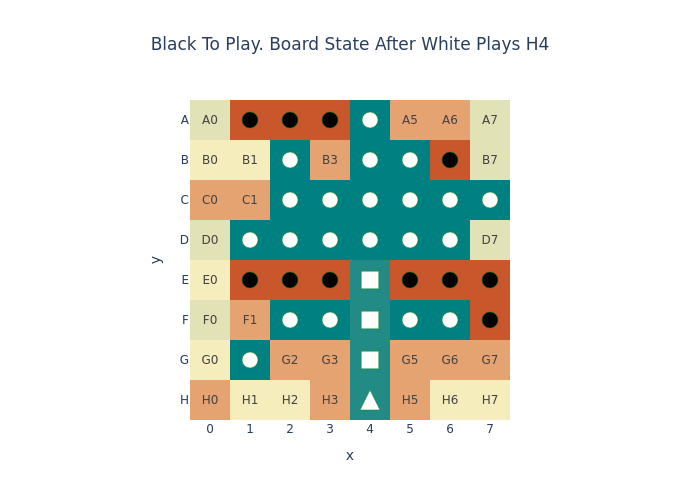 Black To Play. Board State After White Plays H4
A A0 A5 A6 A7
B B0 B1 B3 B7
C C0 C1
D D0 D7
E E0
F F0 F1
G G0 G2 G3 G5 G6 G7
H H0 H1 H2 H3 H5 H6 H7
0 1 2 3 4 5 6 7
x
y